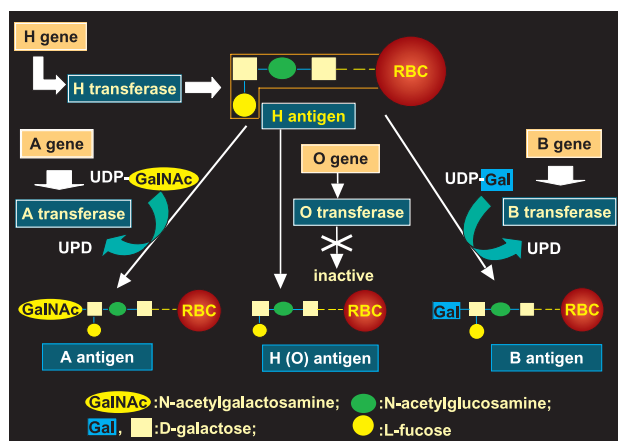 H gene
H transferase
RBC
H antigen
A gene
O gene
B gene
UDP-GalNAc
UDP-Gal
A transferase
O transferase
B transferase
UPD
UPD
inactive
GalNAc
RBC
RBC
Gal
RBC
A antigen
H (O) antigen
B antigen
GalNAc:N-acetylgalactosamine; :N-acetylglucosamine;
Gal, :D-galactose; :L-fucose